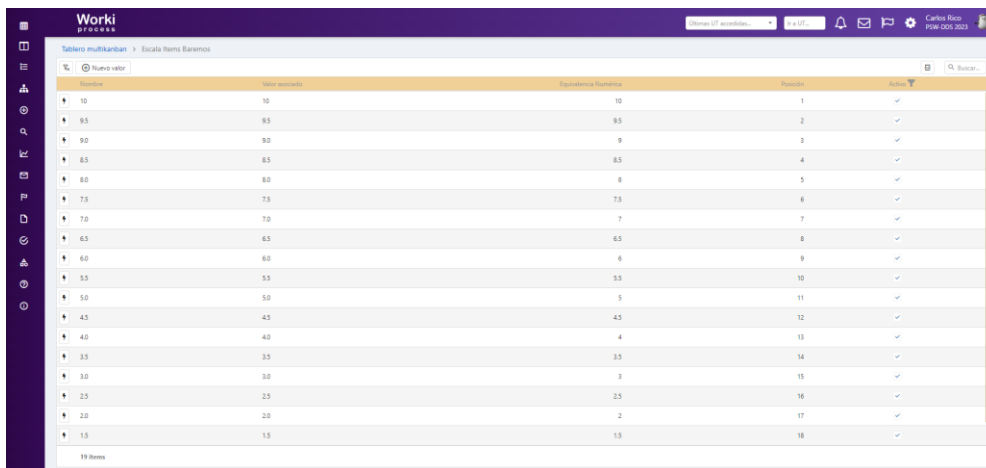 Worki
process
Últimas UT accedidas...
Ir a UT...
Carlos Rico
PSW-DDS 2023
Tablero multikanban > Escala Items Baremos
Nuevo valor
Buscar...
Nombre Valor asociado Equivalencia Numérica Posición Activo
10 10 10 1
9.5 9.5 9.5 2
9.0 9.0 9 3
8.5 8.5 8.5 4
8.0 8.0 8 5
7.5 7.5 7.5 6
7.0 7.0 7 7
6.5 6.5 6.5 8
6.0 6.0 6 9
5.5 5.5 5.5 10
5.0 5.0 5 11
4.5 4.5 4.5 12
4.0 4.0 4 13
3.5 3.5 3.5 14
3.0 3.0 3 15
2.5 2.5 2.5 16
2.0 2.0 2 17
1.5 1.5 1.5 18
19 Items